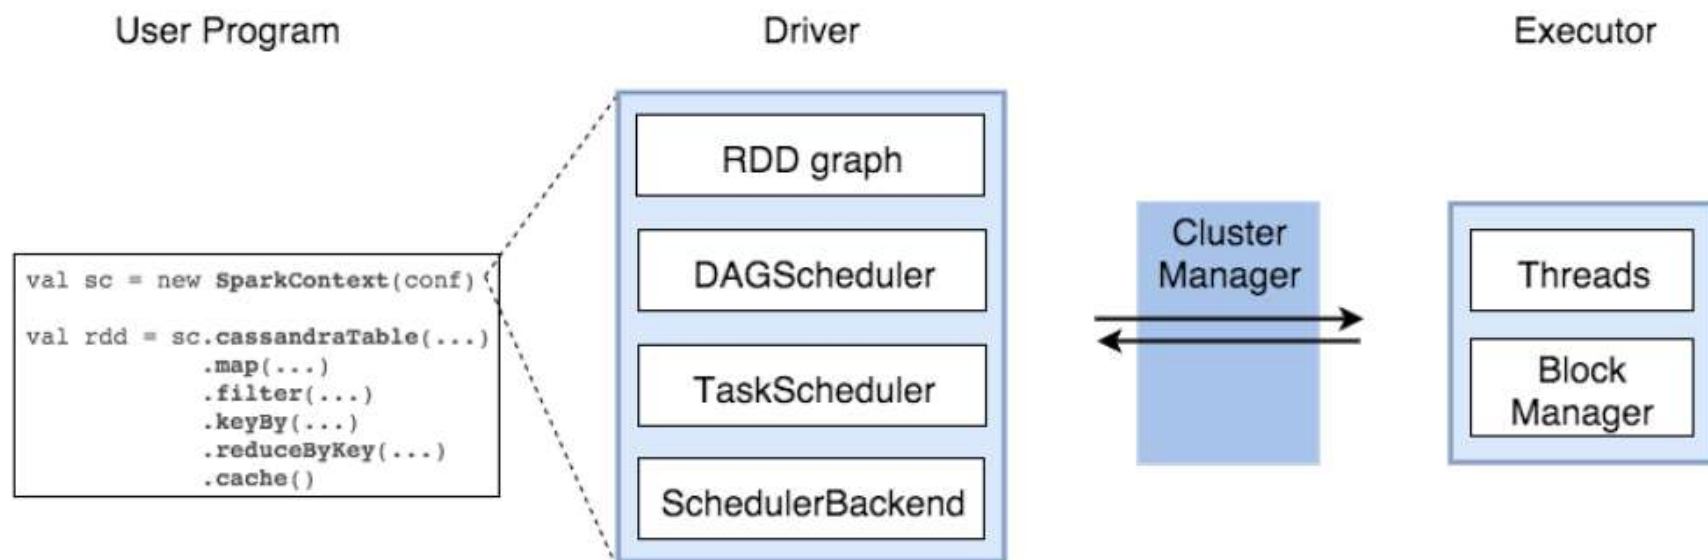 User Program
Driver
Executor
val sc = new SparkContext(conf)
val rdd = sc.cassandraTable(...)
.map(...)
.filter(...)
.keyBy(...)
.reduceByKey(...)
.cache()
RDD graph
DAGScheduler
TaskScheduler
SchedulerBackend
Cluster
Manager
Threads
Block
Manager